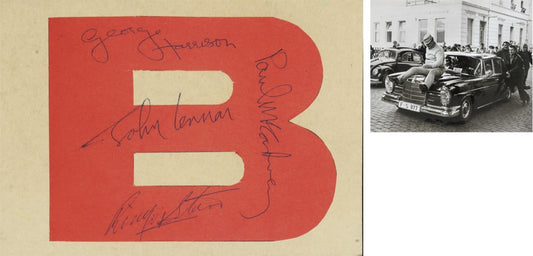 B
George Harrison
Paul McCartney
John Lennon
Ringo Starr